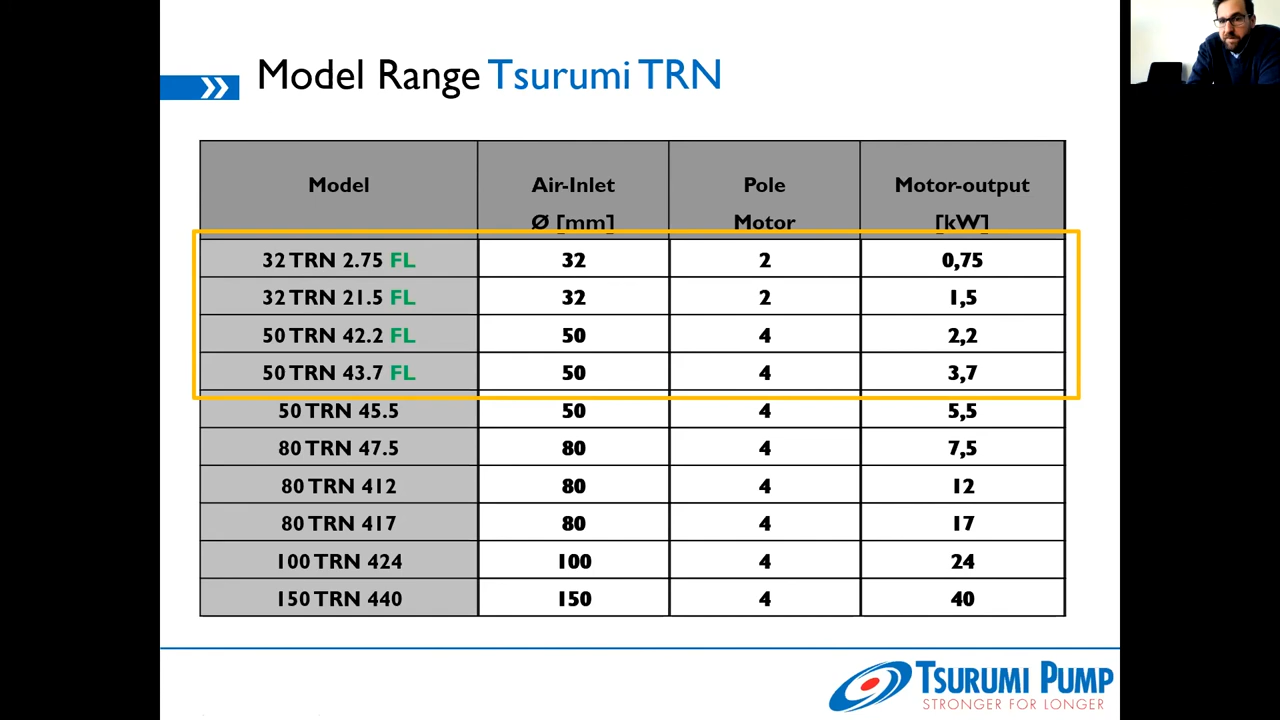 Model Range Tsurumi TRN
Model Air-Inlet Ø [mm] Pole Motor Motor-output [kW]
32 TRN 2.75 FL 32 2 0,75
32 TRN 21.5 FL 32 2 1,5
50 TRN 42.2 FL 50 4 2,2
50 TRN 43.7 FL 50 4 3,7
50 TRN 45.5 50 4 5,5
80 TRN 47.5 80 4 7,5
80 TRN 412 80 4 12
80 TRN 417 80 4 17
100 TRN 424 100 4 24
150 TRN 440 150 4 40
TSURUMI PUMP
STRONGER FOR LONGER